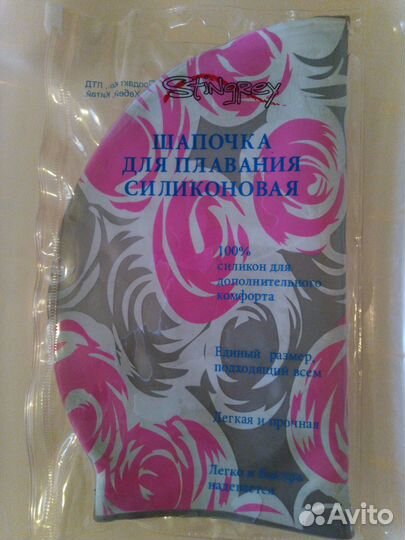 Stingrey
ШАПОЧКА
ДЛЯ ПЛАВАНИЯ
СИЛИКОНОВАЯ
100%
силикон для
дополнительного
комфорта
Единый размер,
подходящий всем
Легкая и прочная
Легко и быстро
надевается
Avito